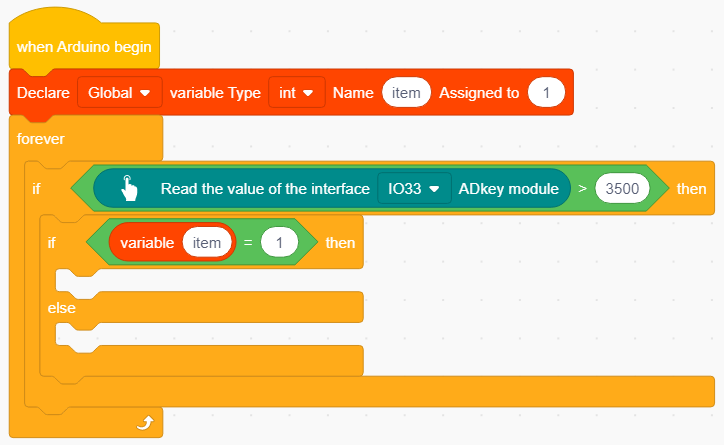 when Arduino begin
Declare Global variable Type int Name item Assigned to 1
forever
if Read the value of the interface IO33 ADkey module > 3500 then
if variable item = 1 then
else